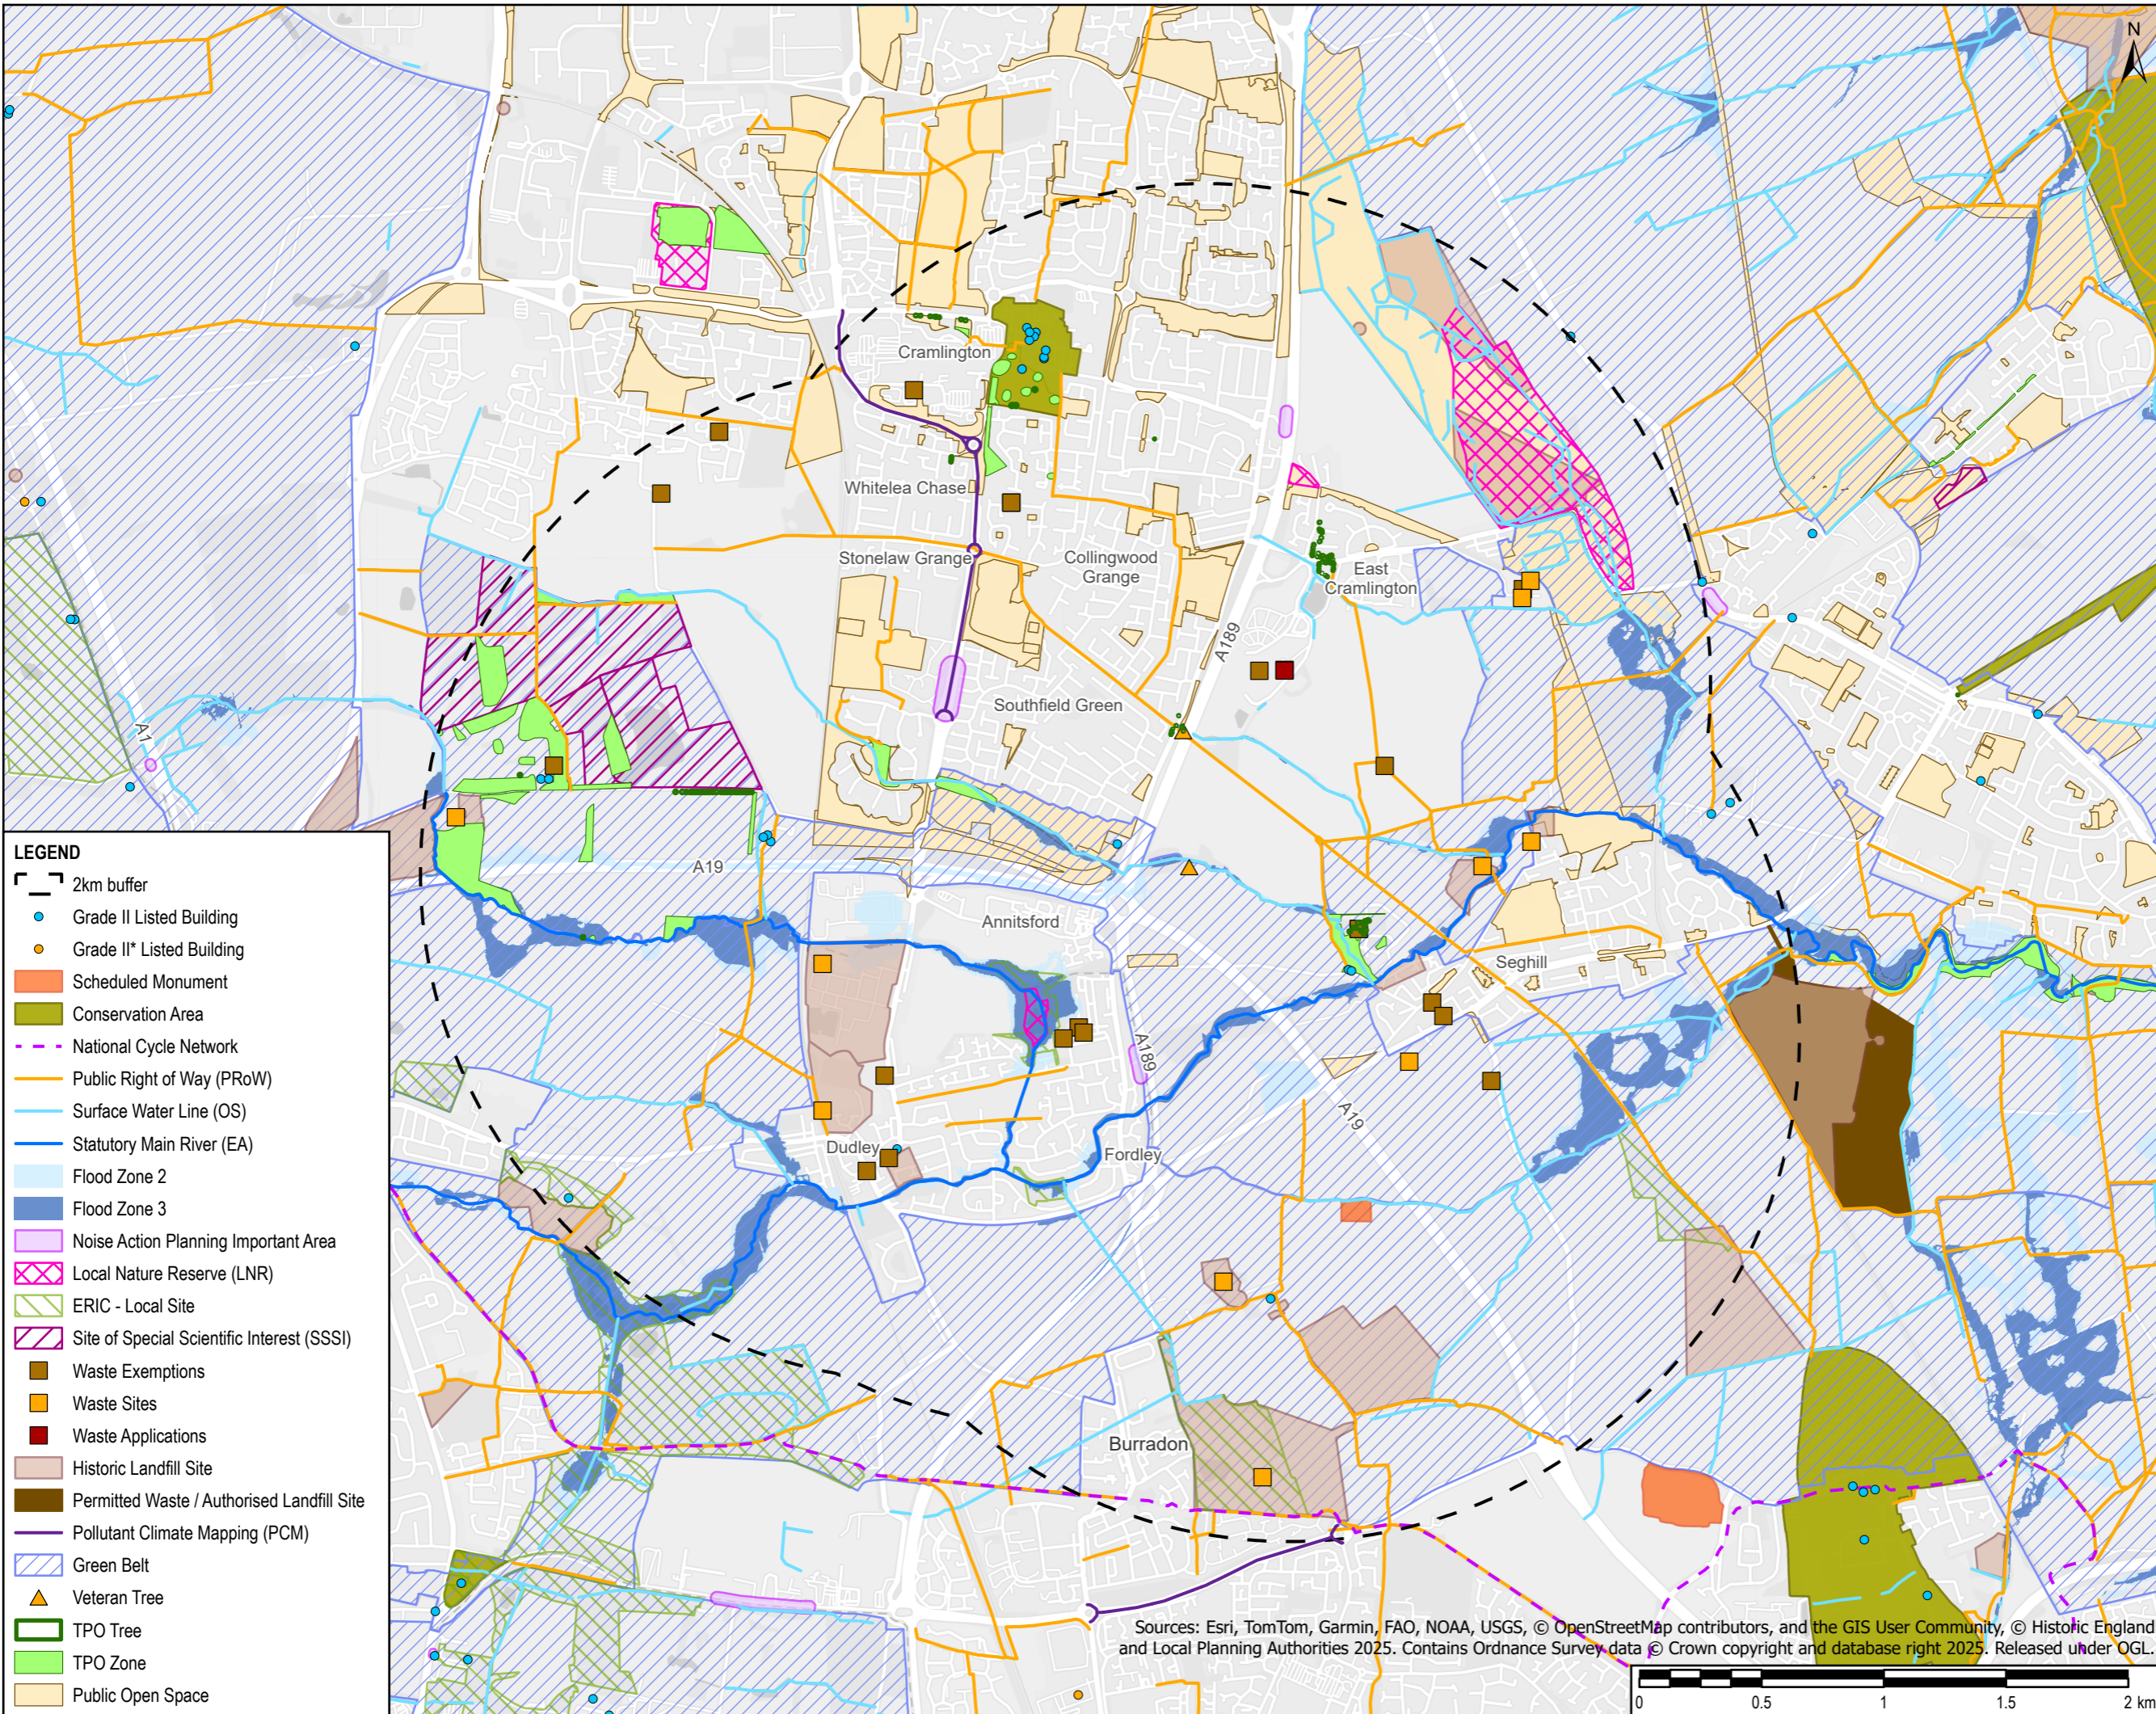 N
Cramlington
Whitelea Chase
Stonelaw Grange
Collingwood
Grange
East
Cramlington
A189
Southfield Green
A1
A19
Annitsford
Seghill
A189
A19
Dudley
Fordley
Burradon
LEGEND
2km buffer
Grade II Listed Building
Grade II* Listed Building
Scheduled Monument
Conservation Area
National Cycle Network
Public Right of Way (PRoW)
Surface Water Line (OS)
Statutory Main River (EA)
Flood Zone 2
Flood Zone 3
Noise Action Planning Important Area
Local Nature Reserve (LNR)
ERIC - Local Site
Site of Special Scientific Interest (SSSI)
Waste Exemptions
Waste Sites
Waste Applications
Historic Landfill Site
Permitted Waste / Authorised Landfill Site
Pollutant Climate Mapping (PCM)
Green Belt
Veteran Tree
TPO Tree
TPO Zone
Public Open Space
Sources: Esri, TomTom, Garmin, FAO, NOAA, USGS, © OpenStreetMap contributors, and the GIS User Community, © Historic England
and Local Planning Authorities 2025. Contains Ordnance Survey data © Crown copyright and database right 2025. Released under OGL.
0 0.5 1 1.5 2 km